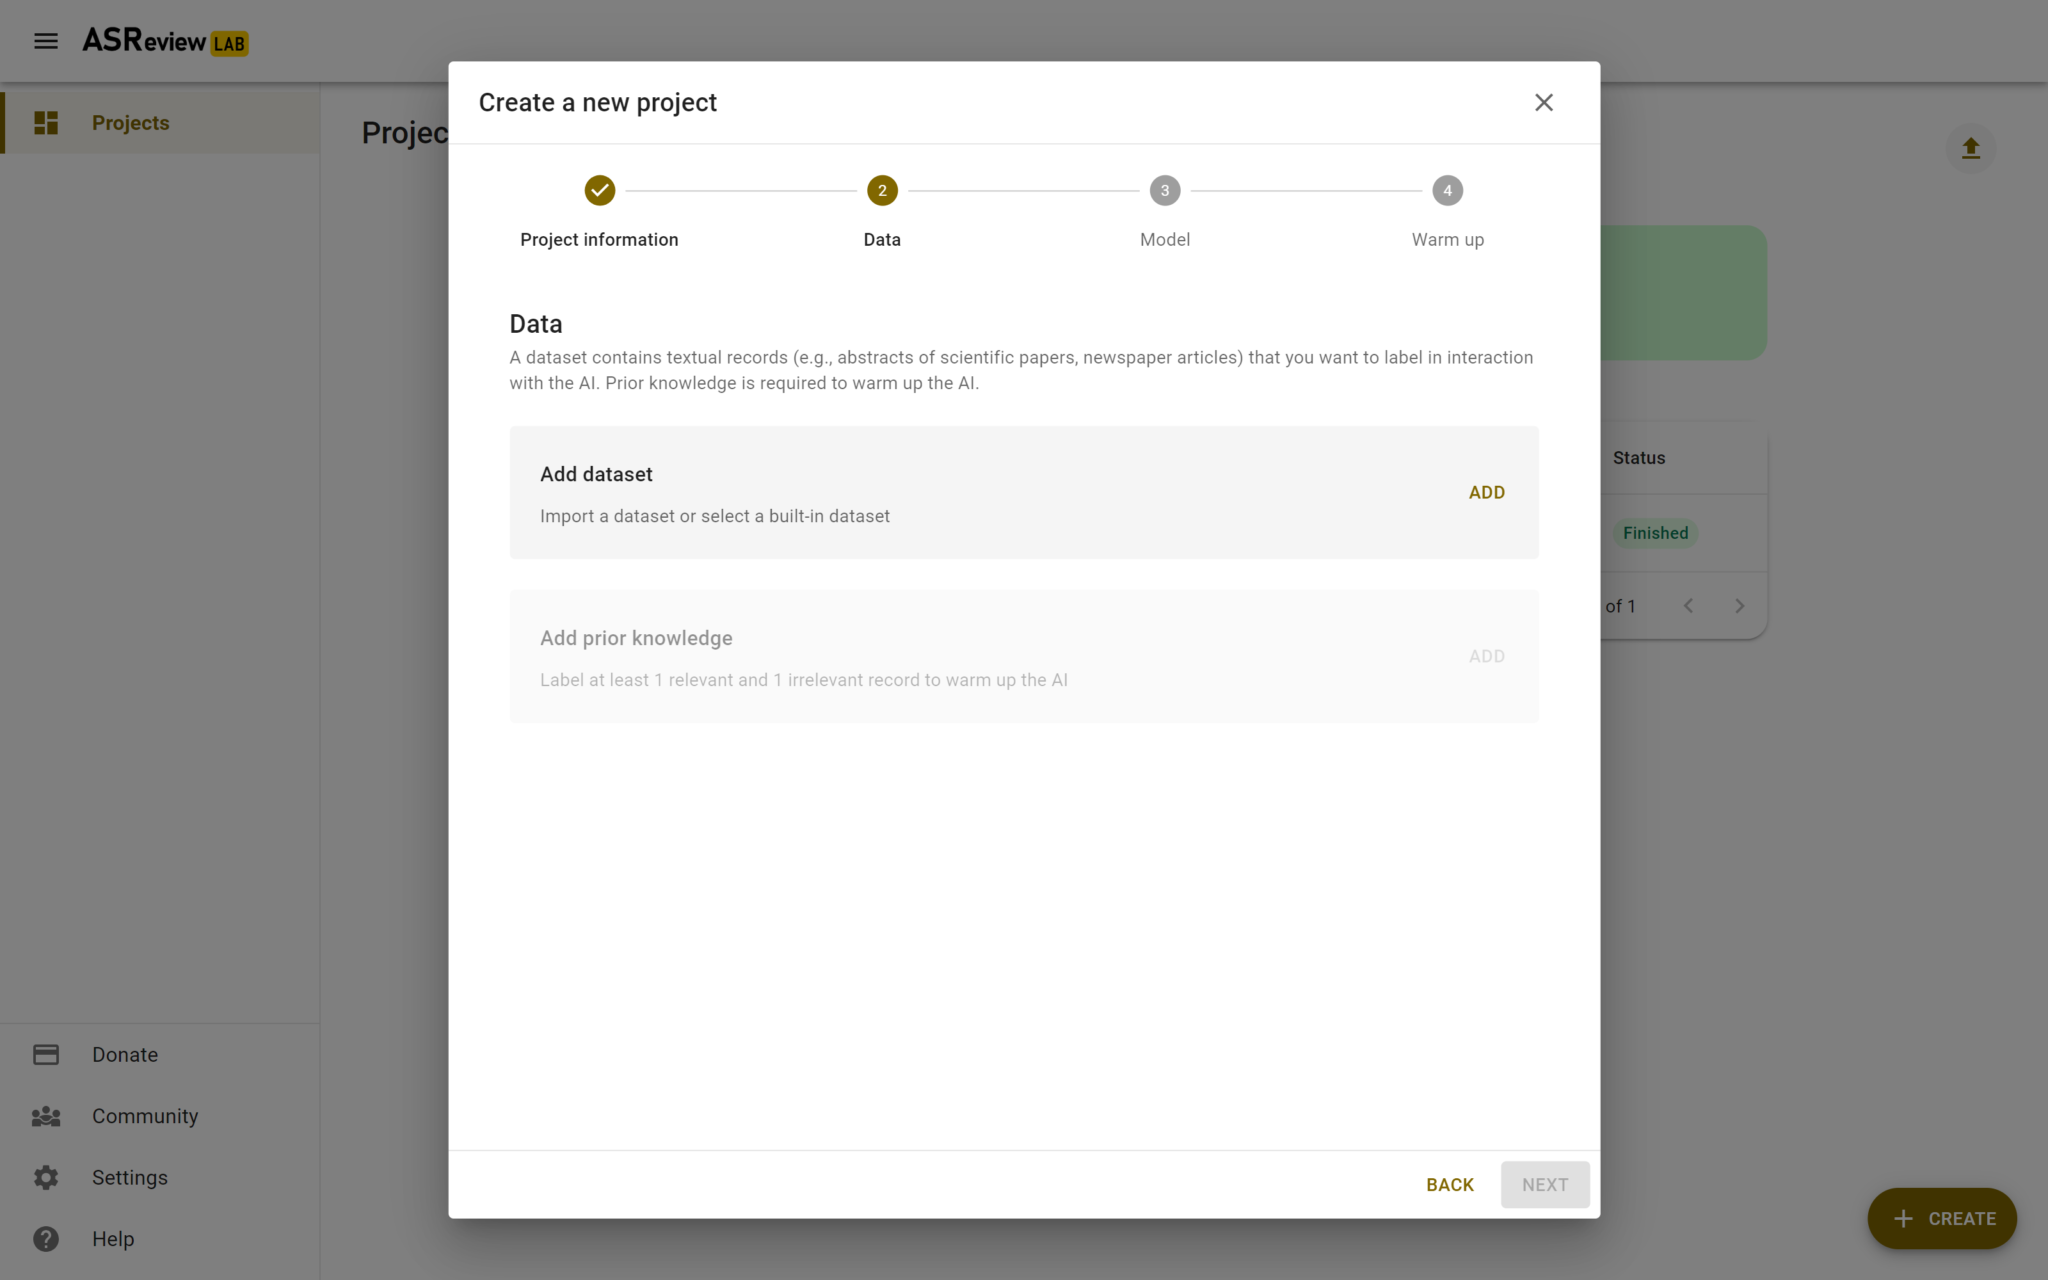 ASReview LAB
Projects
Donate
Community
Settings
Help
Projec
Status
Finished
of 1
CREATE
Create a new project
2
3
4
Project information
Data
Model
Warm up
Data
A dataset contains textual records (e.g., abstracts of scientific papers, newspaper articles) that you want to label in interaction
with the AI. Prior knowledge is required to warm up the AI.
Add dataset
Import a dataset or select a built-in dataset
ADD
Add prior knowledge
Label at least 1 relevant and 1 irrelevant record to warm up the AI
ADD
BACK
NEXT